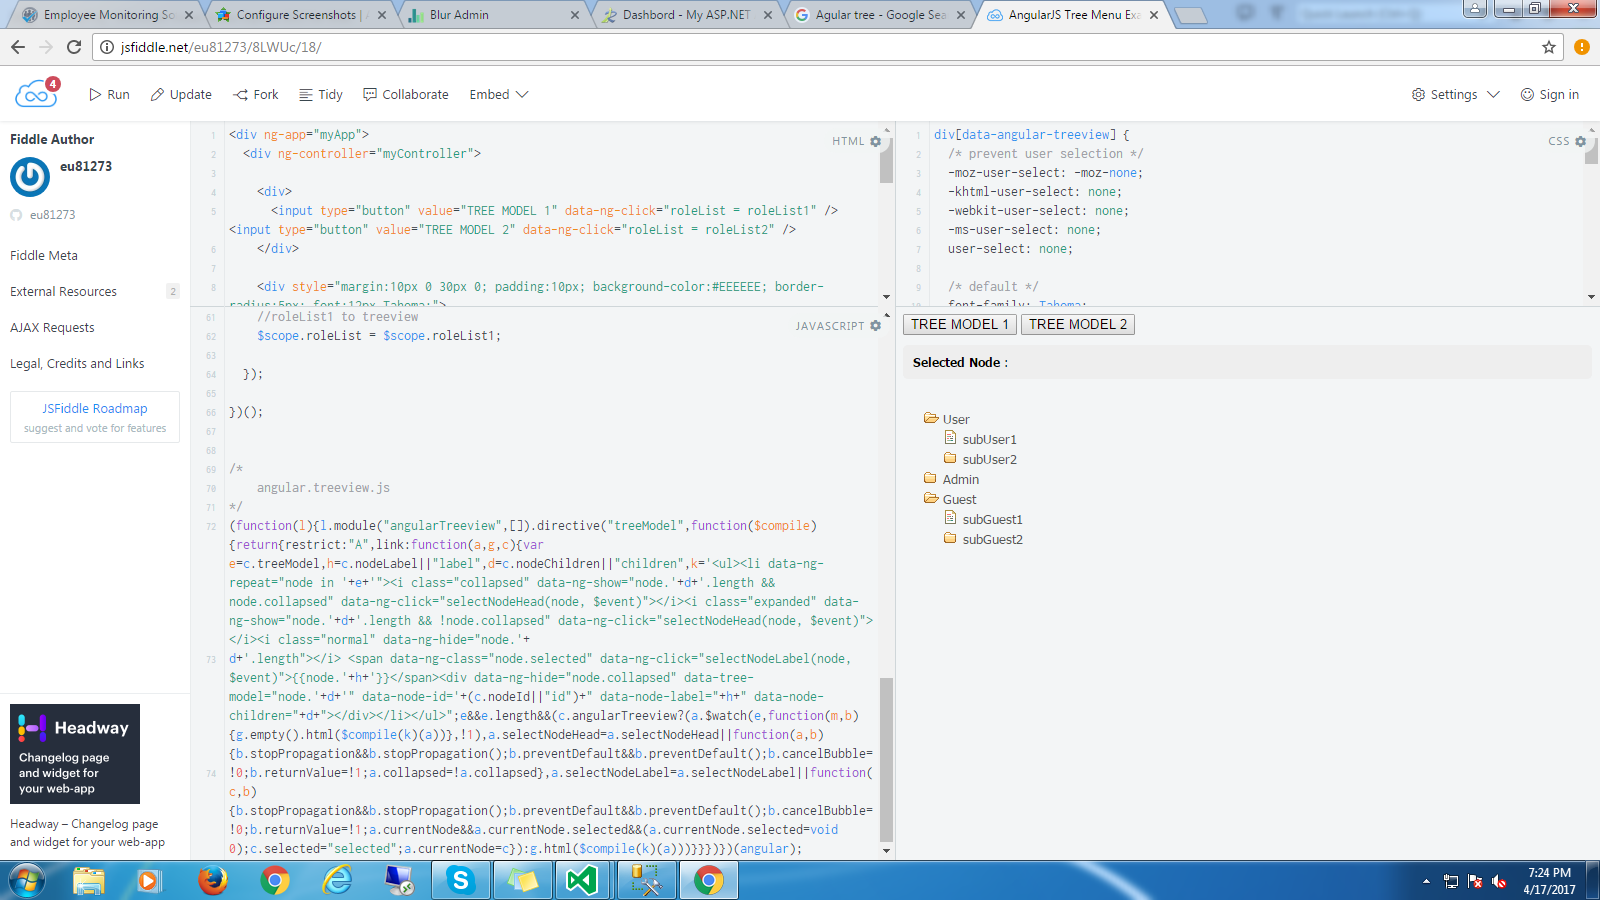 Employee Monitoring So
Configure Screenshots | A
Blur Admin
Dashbord - My ASP.NET
Agular tree - Google Sea
AngularJS Tree Menu Exa
jsfiddle.net/eu81273/8LWUc/18/
4
Run
Update
Fork
Tidy
Collaborate
Embed
Settings
Sign in
Fiddle Author
eu81273
eu81273
Fiddle Meta
External Resources 2
AJAX Requests
Legal, Credits and Links
JSFiddle Roadmap
suggest and vote for features
Headway
Changelog page
and widget for
your web-app
Headway – Changelog page
and widget for your web-app
HTML
1 <div ng-app="myApp">
2 <div ng-controller="myController">
3
4 <div>
5 <input type="button" value="TREE MODEL 1" data-ng-click="roleList = roleList1" />
<input type="button" value="TREE MODEL 2" data-ng-click="roleList = roleList2" />
6 </div>
7
8 <div style="margin:10px 0 30px 0; padding:10px; background-color:#EEEEEE; border-
radius:5px; font:12px Tahoma;">
JAVASCRIPT
61 //roleList1 to treeview
62 $scope.roleList = $scope.roleList1;
63
64 });
65
66 })();
67
68
69 /*
70 angular.treeview.js
71 */
72 (function(l){l.module("angularTreeview",[]).directive("treeModel",function($compile)
{return{restrict:"A",link:function(a,g,c){var
e=c.treeModel,h=c.nodeLabel||"label",d=c.nodeChildren||"children",k='<ul><li data-ng-
repeat="node in '+e+'"><i class="collapsed" data-ng-show="node.'+d+'.length &&
node.collapsed" data-ng-click="selectNodeHead(node, $event)"></i><i class="expanded" data-
ng-show="node.'+d+'.length && !node.collapsed" data-ng-click="selectNodeHead(node, $event)">
</i><i class="normal" data-ng-hide="node.'+
73 d+'.length"></i> <span data-ng-class="node.selected" data-ng-click="selectNodeLabel(node,
$event)">{{node.'+h+'}}</span><div data-ng-hide="node.collapsed" data-tree-
model="node.'+d+'" data-node-id='+(c.nodeId||"id")+" data-node-label="+h+" data-node-
children="+d+"></div></li></ul>";e&&e.length&&(c.angularTreeview?(a.$watch(e,function(m,b)
{g.empty().html($compile(k)(a))},!1),a.selectNodeHead=a.selectNodeHead||function(a,b)
{b.stopPropagation&&b.stopPropagation();b.preventDefault&&b.preventDefault();b.cancelBubble=
74 !0;b.returnValue=!1;a.collapsed=!a.collapsed},a.selectNodeLabel=a.selectNodeLabel||function(
c,b)
{b.stopPropagation&&b.stopPropagation();b.preventDefault&&b.preventDefault();b.cancelBubble=
!0;b.returnValue=!1;a.currentNode&&a.currentNode.selected&&(a.currentNode.selected=void
0);c.selected="selected";a.currentNode=c}):g.html($compile(k)(a)))}}})})(angular);
CSS
1 div[data-angular-treeview] {
2 /* prevent user selection */
3 -moz-user-select: -moz-none;
4 -khtml-user-select: none;
5 -webkit-user-select: none;
6 -ms-user-select: none;
7 user-select: none;
8
9 /* default */
10 font-family: Tahoma;
TREE MODEL 1
TREE MODEL 2
Selected Node :
User
subUser1
subUser2
Admin
Guest
subGuest1
subGuest2
7:24 PM
4/17/2017